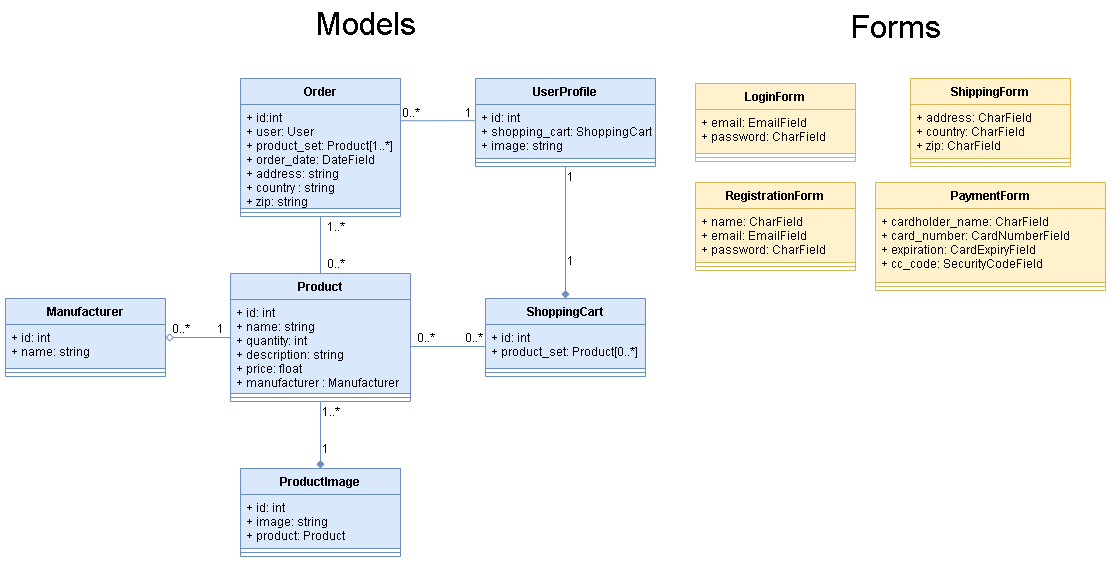 Models
Forms
Order
+ id:int
+ user: User
+ product_set: Product[1..*]
+ order_date: DateField
+ address: string
+ country : string
+ zip: string
0..*
1
UserProfile
+ id: int
+ shopping_cart: ShoppingCart
+ image: string
LoginForm
+ email: EmailField
+ password: CharField
ShippingForm
+ address: CharField
+ country: CharField
+ zip: CharField
RegistrationForm
+ name: CharField
+ email: EmailField
+ password: CharField
PaymentForm
+ cardholder_name: CharField
+ card_number: CardNumberField
+ expiration: CardExpiryField
+ cc_code: SecurityCodeField
1..*
0..*
1
1
Manufacturer
+ id: int
+ name: string
0..*
1
Product
+ id: int
+ name: string
+ quantity: int
+ description: string
+ price: float
+ manufacturer : Manufacturer
0..*
0..*
ShoppingCart
+ id: int
+ product_set: Product[0..*]
1..*
1
ProductImage
+ id: int
+ image: string
+ product: Product